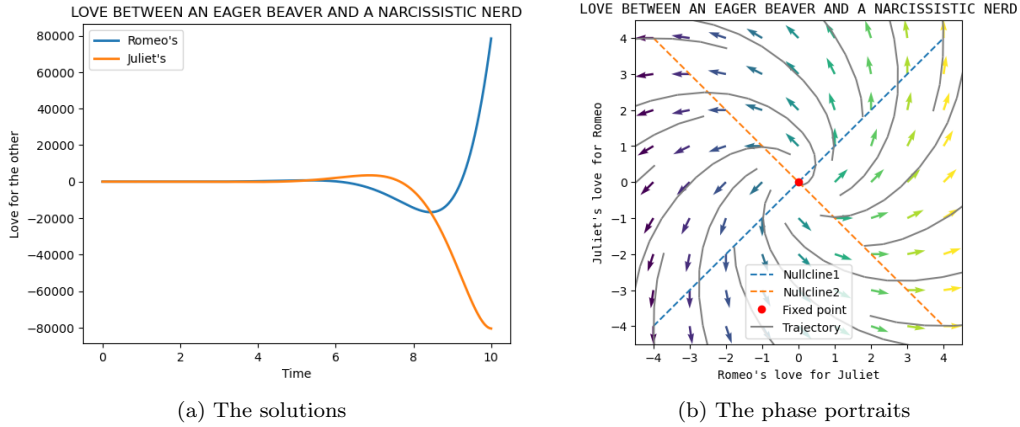 LOVE BETWEEN AN EAGER BEAVER AND A NARCISSISTIC NERD
Romeo's
Juliet's
80000
60000
40000
20000
0
−20000
−40000
−60000
−80000
Love for the other
0 2 4 6 8 10
Time
(a) The solutions
LOVE BETWEEN AN EAGER BEAVER AND A NARCISSISTIC NERD
4
3
2
1
0
−1
−2
−3
−4
Juliet's love for Romeo
Nullcline1
Nullcline2
Fixed point
Trajectory
−4 −3 −2 −1 0 1 2 3 4
Romeo's love for Juliet
(b) The phase portraits